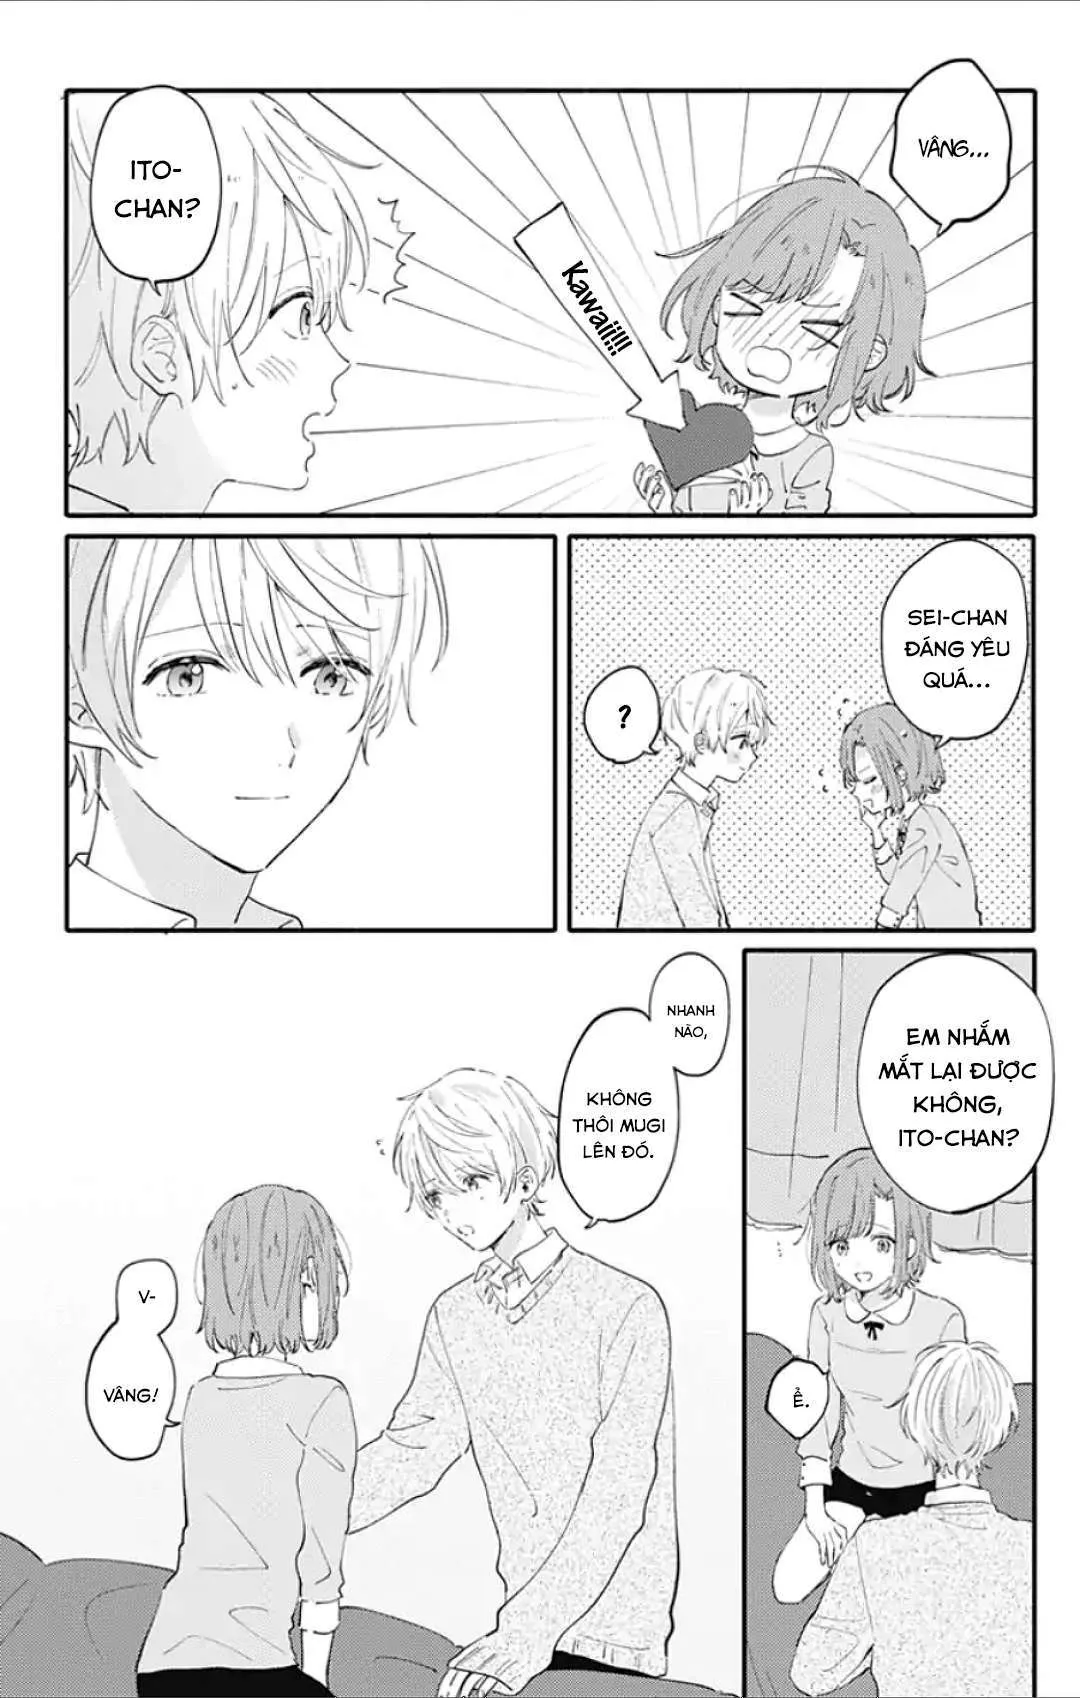 VÂNG...
Kawaii!!!
ITO-
CHAN?
SEI-CHAN
ĐÁNG YÊU
QUÁ...
?
EM NHẮM
MẮT LẠI ĐƯỢC
KHÔNG,
ITO-CHAN?
Ể.
NHANH
NÀO,
KHÔNG
THÔI MUGI
LÊN ĐÓ.
V-
VÂNG!